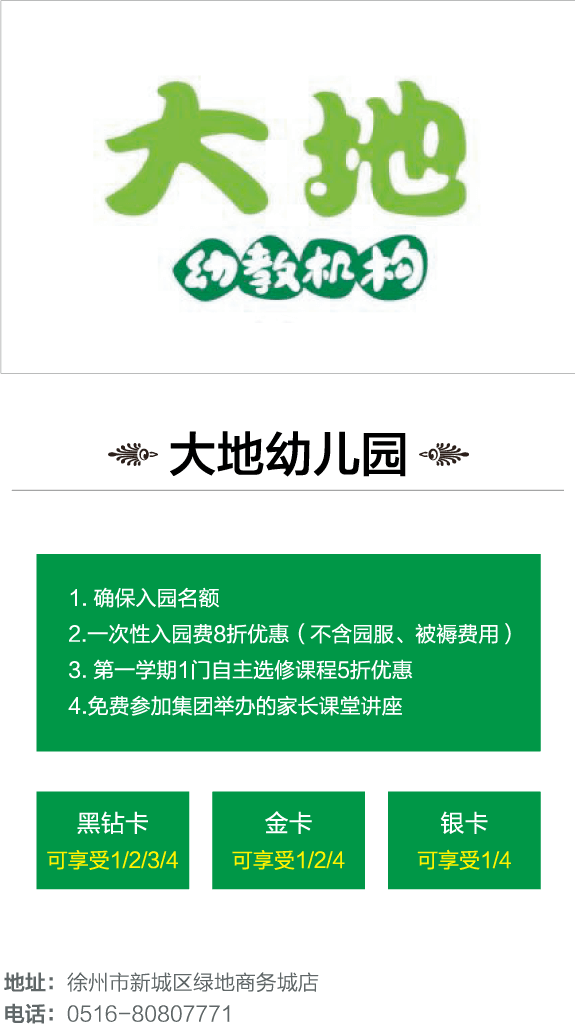 大地
幼教机构
大地幼儿园
1. 确保入园名额
2.一次性入园费8折优惠（不含园服、被褥费用）
3. 第一学期1门自主选修课程5折优惠
4.免费参加集团举办的家长课堂讲座
黑钻卡
可享受1/2/3/4
金卡
可享受1/2/4
银卡
可享受1/4
地址：徐州市新城区绿地商务城店
电话：0516-80807771